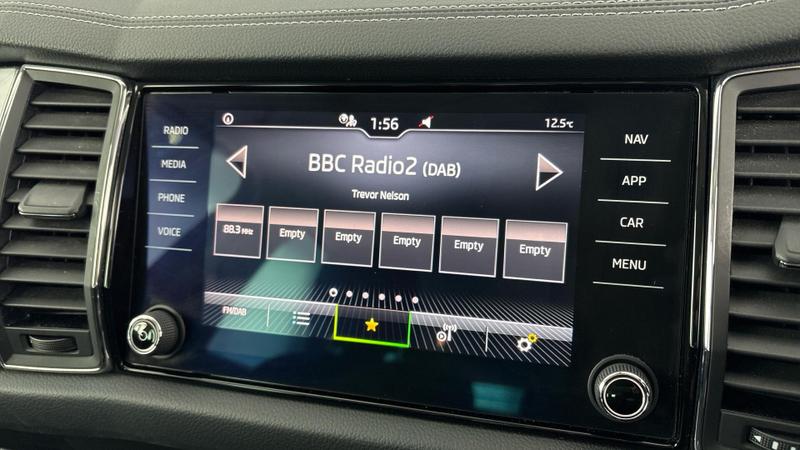 1:56
12.5°C
RADIO
MEDIA
PHONE
VOICE
BBC Radio2 (DAB)
Trevor Nelson
88.3 MHz
Empty
Empty
Empty
Empty
Empty
FM/DAB
NAV
APP
CAR
MENU